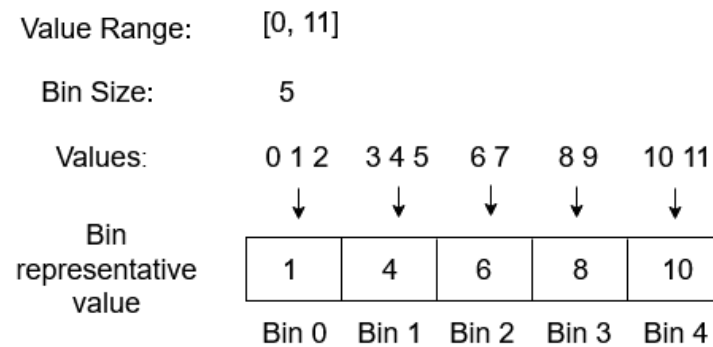 Value Range: [0, 11]
Bin Size: 5
Values: 0 1 2 3 4 5 6 7 8 9 10 11
Bin
representative
value
1 4 6 8 10
Bin 0 Bin 1 Bin 2 Bin 3 Bin 4